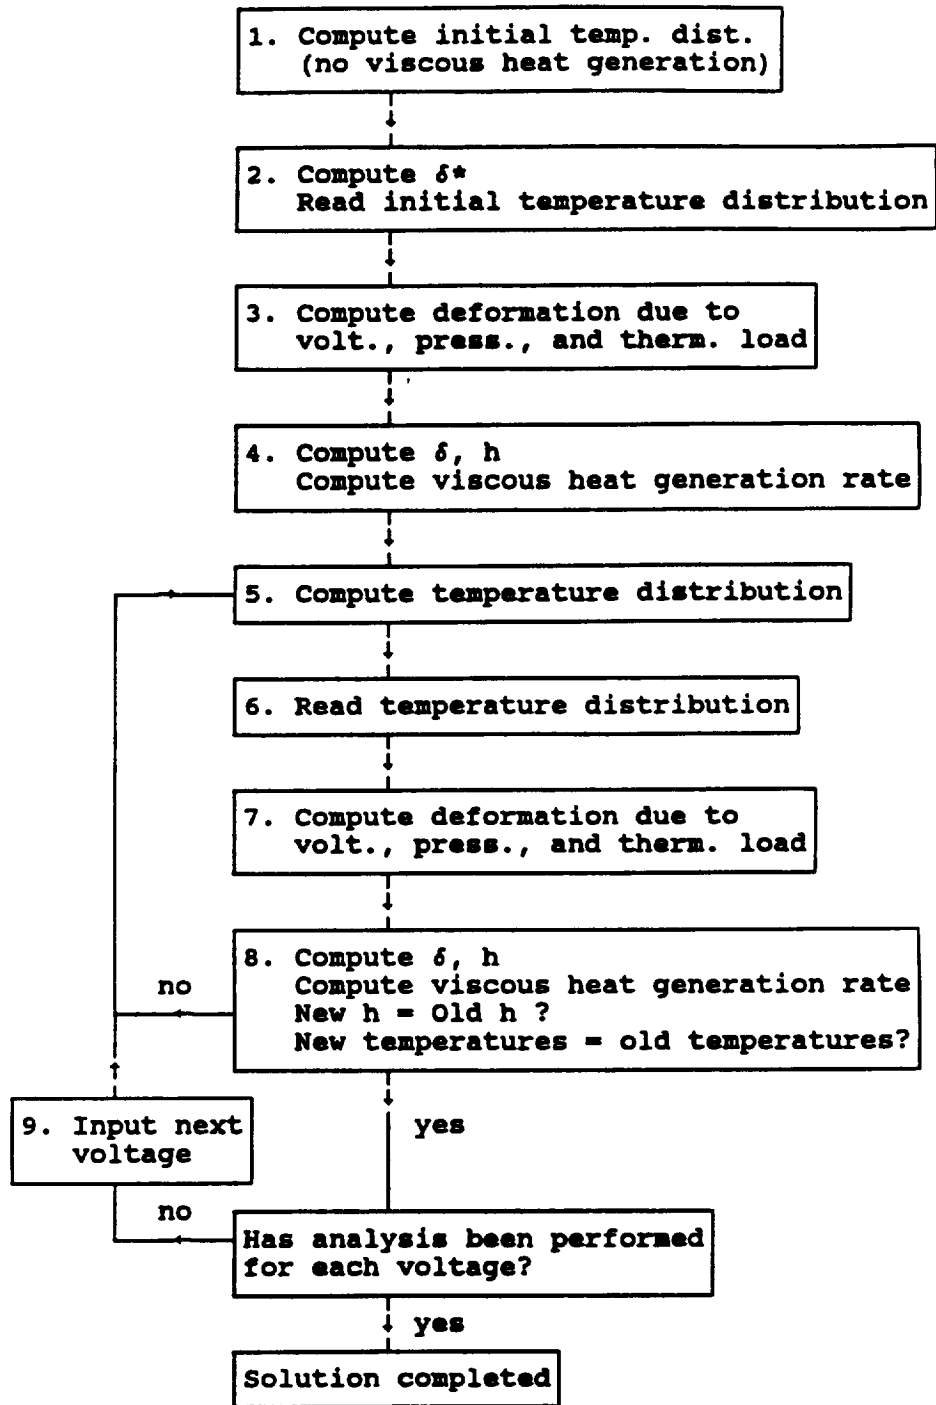 1. Compute initial temp. dist.
(no viscous heat generation)
2. Compute δ*
Read initial temperature distribution
3. Compute deformation due to
volt., press., and therm. load
4. Compute δ, h
Compute viscous heat generation rate
5. Compute temperature distribution
6. Read temperature distribution
7. Compute deformation due to
volt., press., and therm. load
8. Compute δ, h
Compute viscous heat generation rate
New h = Old h ?
New temperatures = old temperatures?
no
yes
9. Input next
voltage
no
Has analysis been performed
for each voltage?
yes
Solution completed